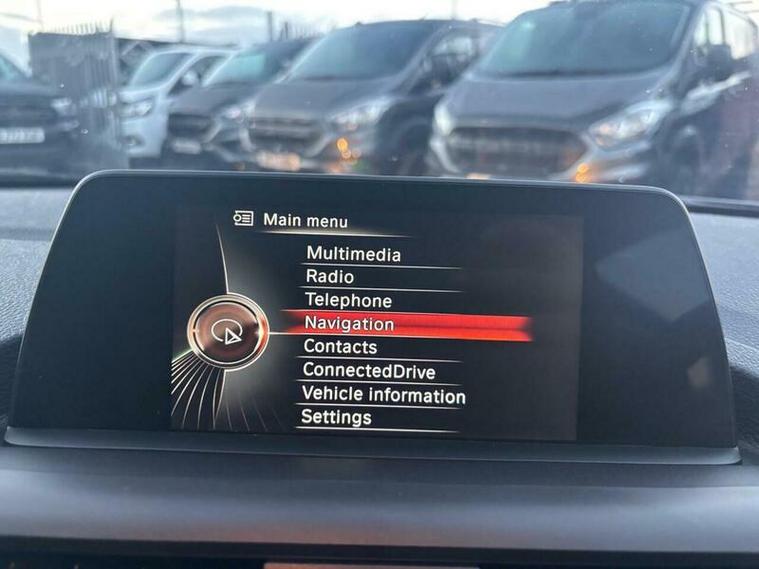 Main menu
Multimedia
Radio
Telephone
Navigation
Contacts
ConnectedDrive
Vehicle information
Settings